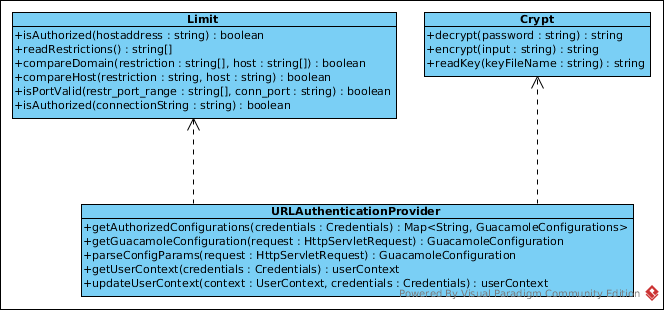 Limit
+isAuthorized(hostaddress : string) : boolean
+readRestrictions() : string[]
+compareDomain(restriction : string[], host : string[]) : boolean
+compareHost(restriction : string, host : string) : boolean
+isPortValid(restr_port_range : string[], conn_port : string) : boolean
+isAuthorized(connectionString : string) : boolean
Crypt
+decrypt(password : string) : string
+encrypt(input : string) : string
+readKey(keyFileName : string) : string
URLAuthenticationProvider
+getAuthorizedConfigurations(credentials : Credentials) : Map<String, GuacamoleConfigurations>
+getGuacamoleConfiguration(request : HttpServletRequest) : GuacamoleConfiguration
+parseConfigParams(request : HttpServletRequest) : GuacamoleConfiguration
+getUserContext(credentials : Credentials) : userContext
+updateUserContext(context : UserContext, credentials : Credentials) : userContext
Powered By Visual Paradigm Community Edition